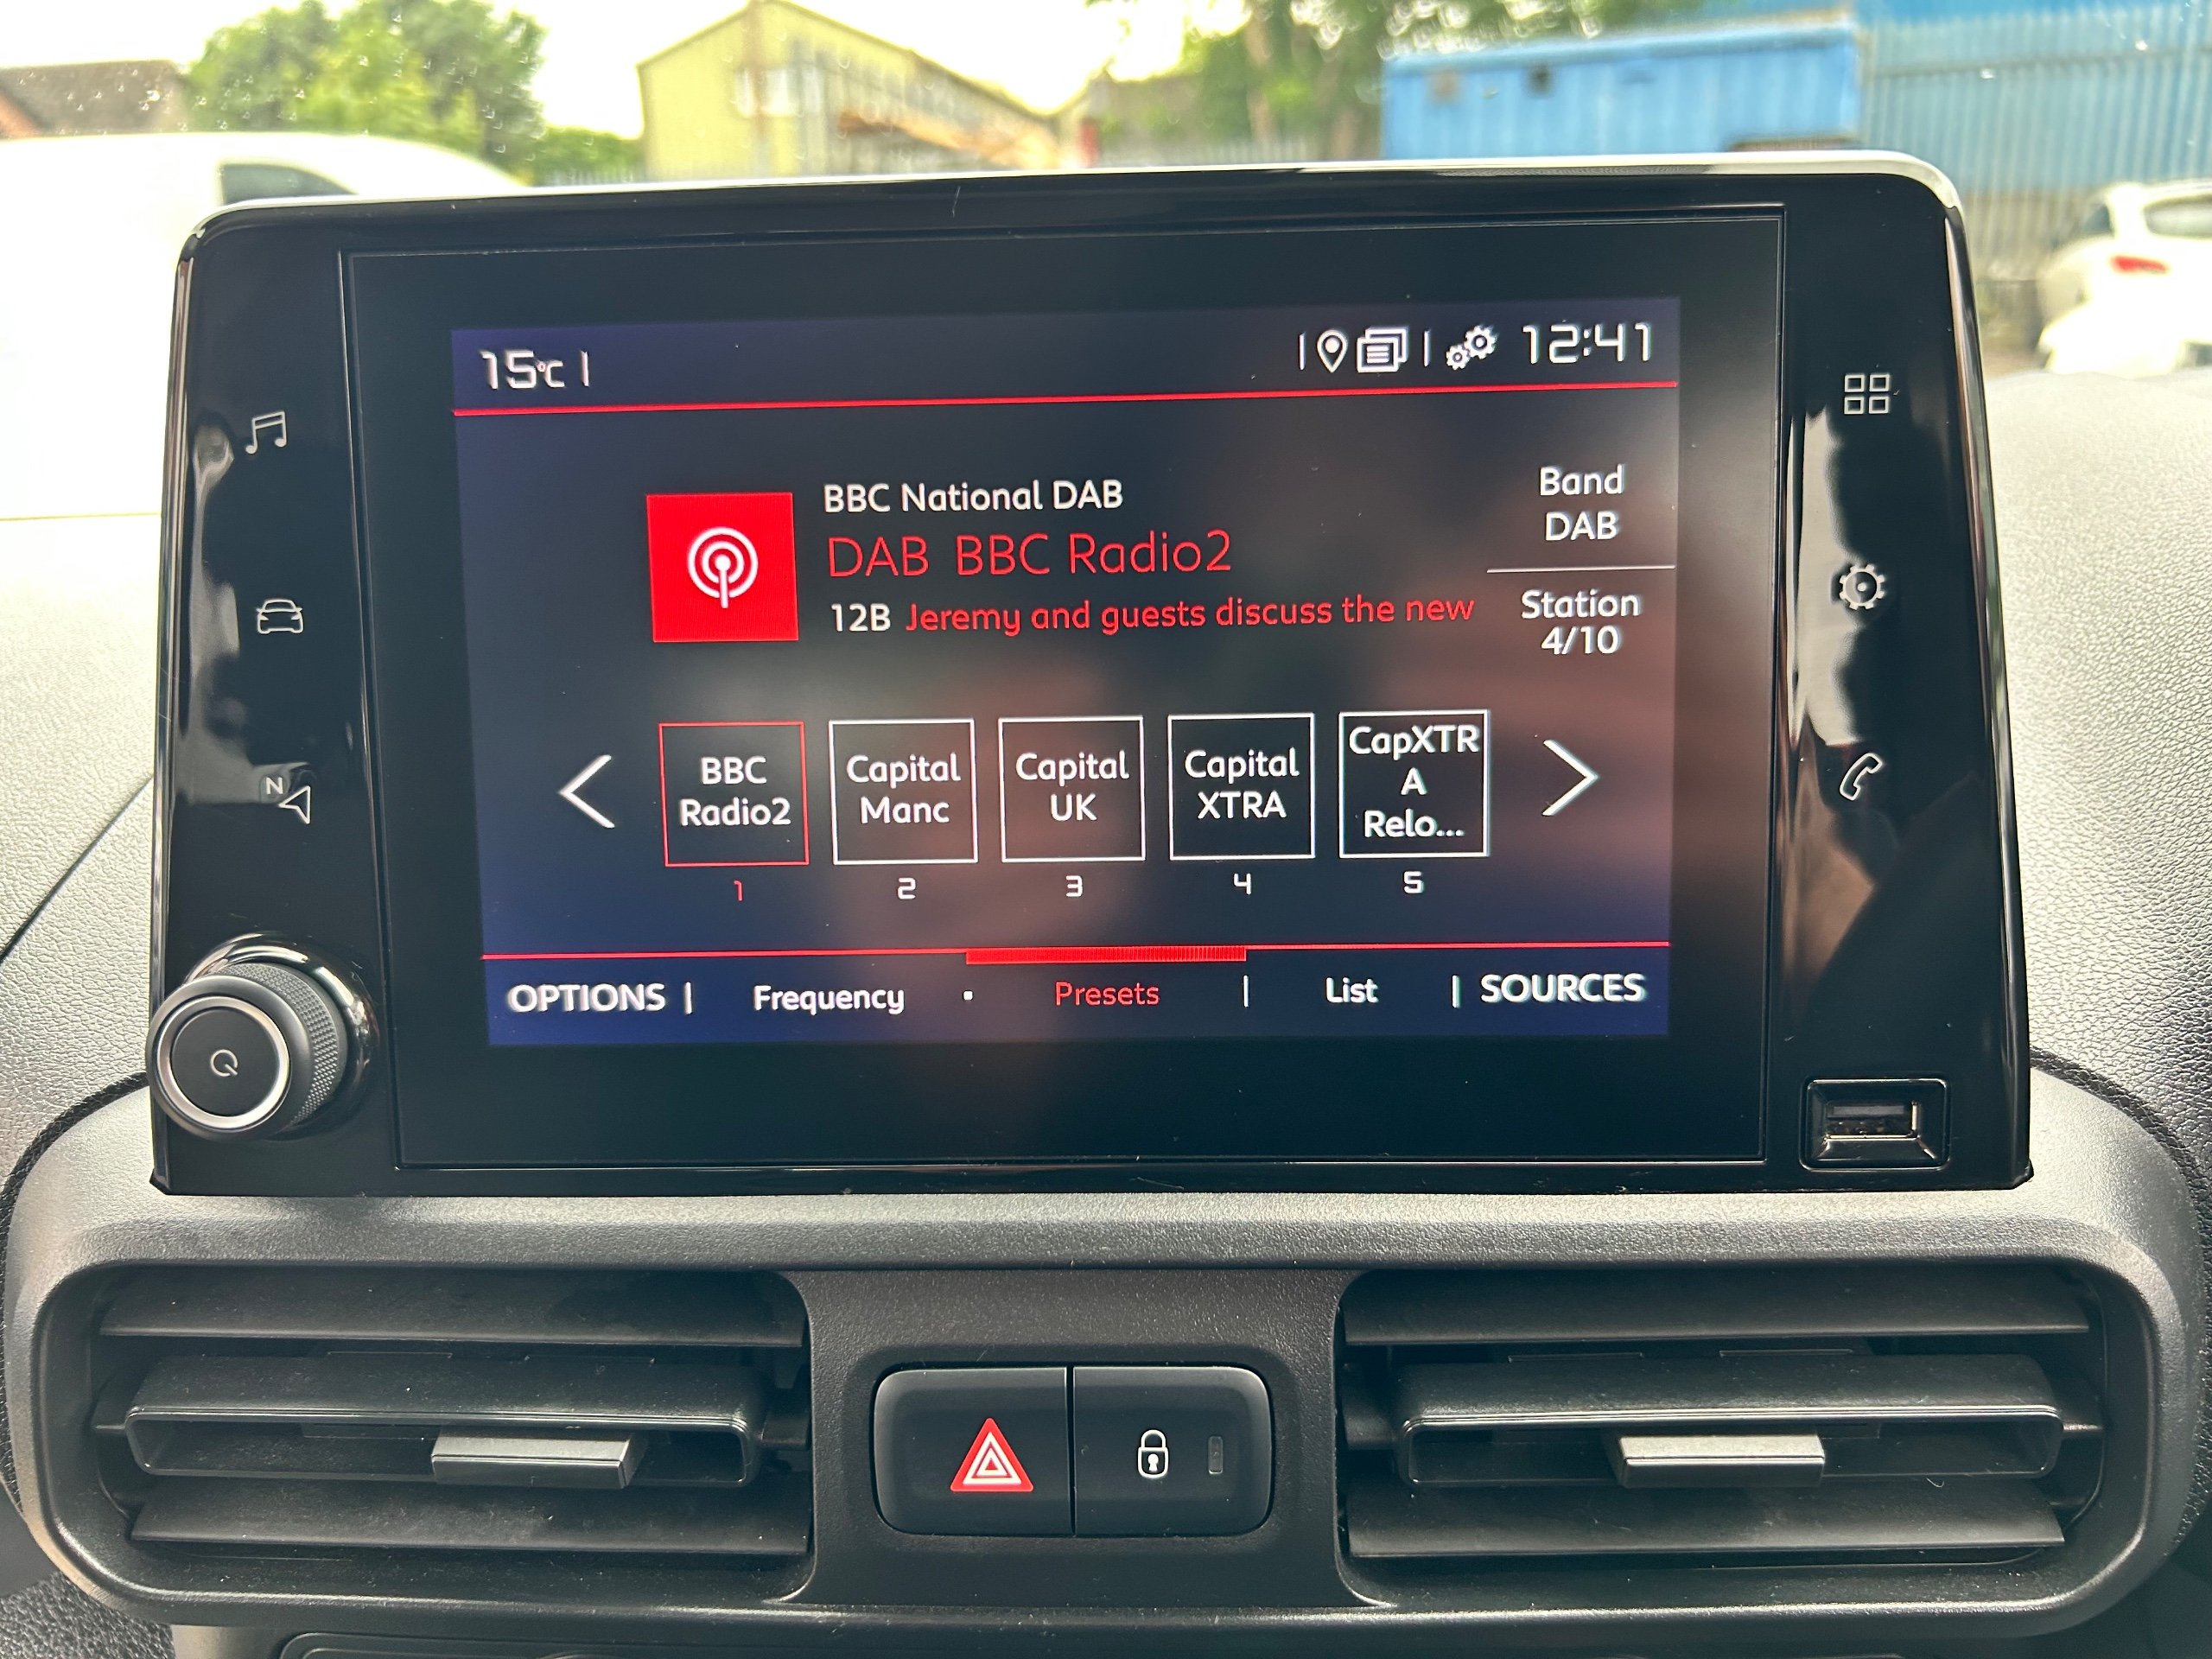 15°C
12:41
BBC National DAB
DAB BBC Radio2
12B Jeremy and guests discuss the new
Band
DAB
Station
4/10
BBC
Radio2
1
Capital
Manc
2
Capital
UK
3
Capital
XTRA
4
CapXTR
A
Relo...
5
OPTIONS
Frequency
Presets
List
SOURCES
N